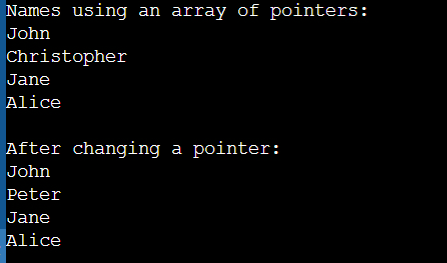 Names using an array of pointers:
John
Christopher
Jane
Alice
After changing a pointer:
John
Peter
Jane
Alice